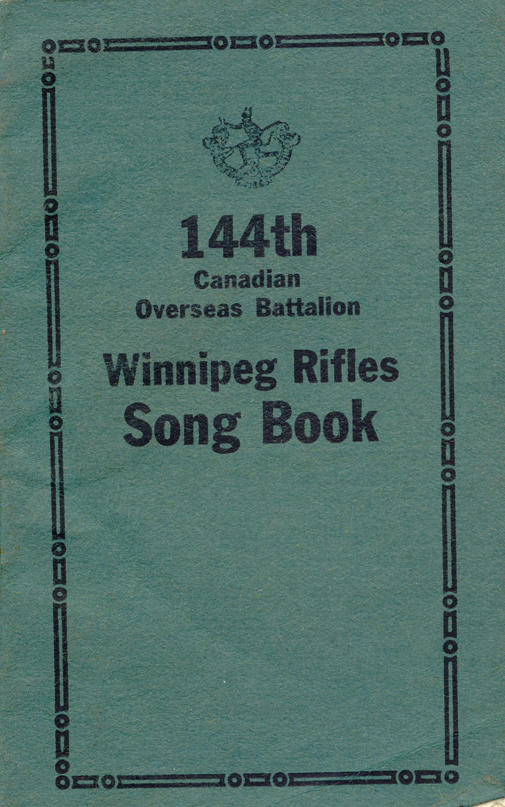 144th
Canadian
Overseas Battalion
Winnipeg Rifles
Song Book